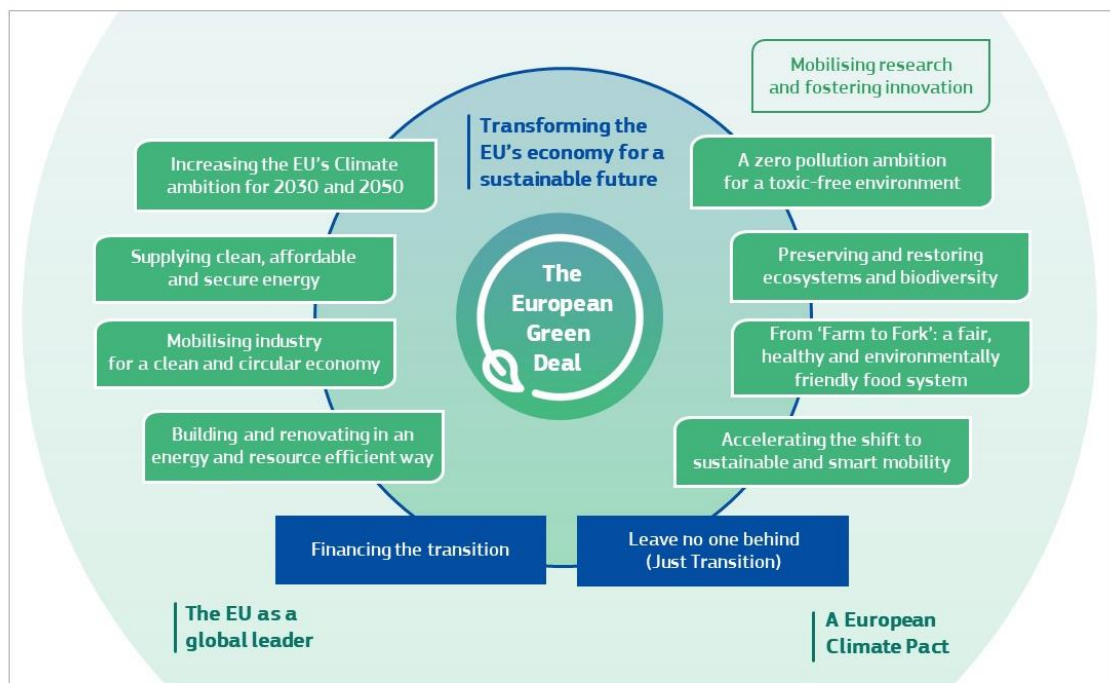 Mobilising research
and fostering innovation
Transforming the
EU's economy for a
sustainable future
Increasing the EU's Climate
ambition for 2030 and 2050
A zero pollution ambition
for a toxic-free environment
Supplying clean, affordable
and secure energy
Preserving and restoring
ecosystems and biodiversity
The
European
Green
Deal
Mobilising industry
for a clean and circular economy
From ‘Farm to Fork’: a fair,
healthy and environmentally
friendly food system
Building and renovating in an
energy and resource efficient way
Accelerating the shift to
sustainable and smart mobility
Financing the transition
Leave no one behind
(Just Transition)
The EU as a
global leader
A European
Climate Pact